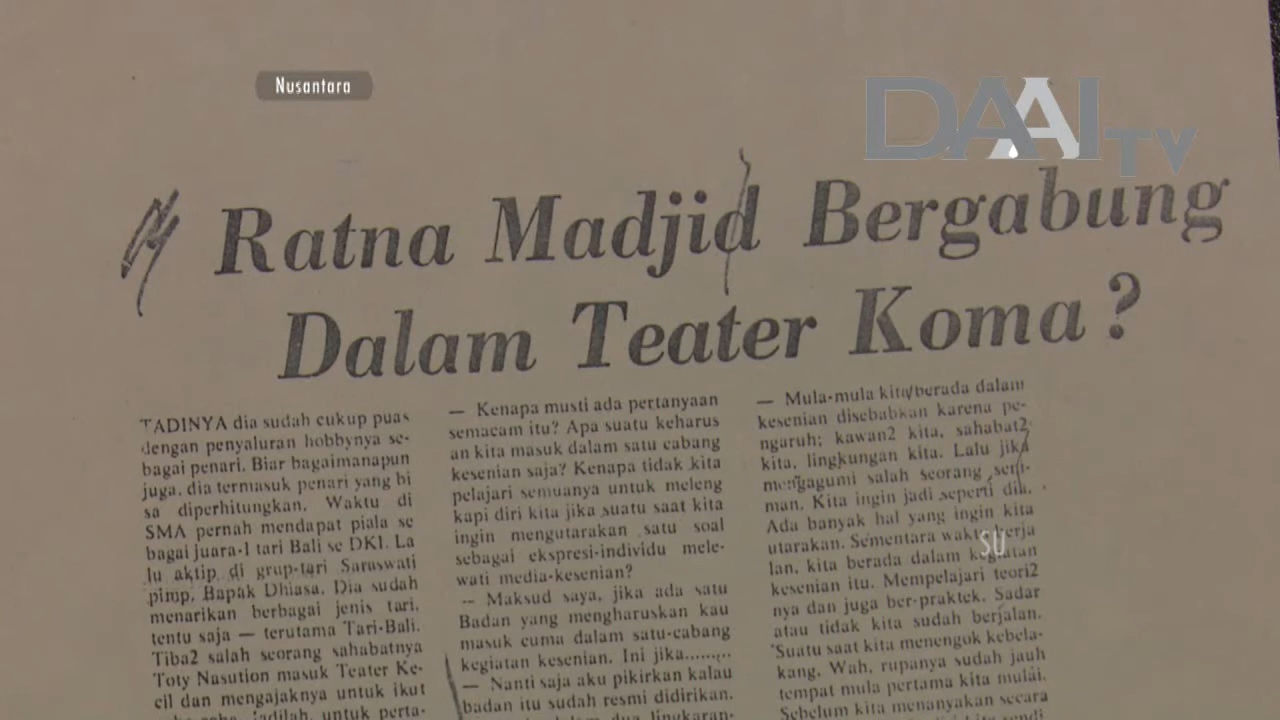 Nusantara
DAAI TV
Ratna Madjid Bergabung
Dalam Teater Koma?
TADINYA dia sudah cukup puas
dengan penyaluran hobbynya se-
bagai penari. Biar bagaimanapun
juga, dia termasuk penari yang bi
sa diperhitungkan. Waktu di
SMA pernah mendapat piala se
bagai juara-I tari Bali se DKI. La
lu aktip di grup-tari Saraswati
pimp. Bapak Dhiasa. Dia sudah
menarikan berbagai jenis tari,
tentu saja — terutama Tari-Bali.
Tiba2 salah seorang sahabatnya
Toty Nasution masuk Teater Ke-
cil dan mengajaknya untuk ikut
jadilah, untuk perta-
— Kenapa musti ada pertanyaan
semacam itu? Apa suatu keharus
an kita masuk dalam satu cabang
kesenian saja? Kenapa tidak kita
pelajari semuanya untuk meleng
kapi diri kita jika suatu saat kita
ingin mengutarakan satu soal
sebagai ekspresi-individu mele-
wati media-kesenian?
-- Maksud saya, jika ada satu
Badan yang mengharuskan kau
masuk cuma dalam satu-cabang
kegiatan kesenian. Ini jika........
— Nanti saja aku pikirkan kalau
badan itu sudah resmi didirikan.
dalam dua lingkaran-
— Mula-mula kita berada dalam
kesenian disebabkan karena pe-
ngaruh; kawan2 kita, sahabat2
kita, lingkungan kita. Lalu jika
mengagumi salah seorang seni-
man. Kita ingin jadi seperti dia.
Ada banyak hal yang ingin kita
utarakan. Sementara waktu berja
SU
lan, kita berada dalam kegiatan
kesenian itu. Mempelajari teori2
nya dan juga ber-praktek. Sadar
atau tidak kita sudah berjalan.
Suatu saat kita menengok kebela-
kang. Wah, rupanya sudah jauh
tempat mula pertama kita mulai.
Sebelum kita menanyakan secara